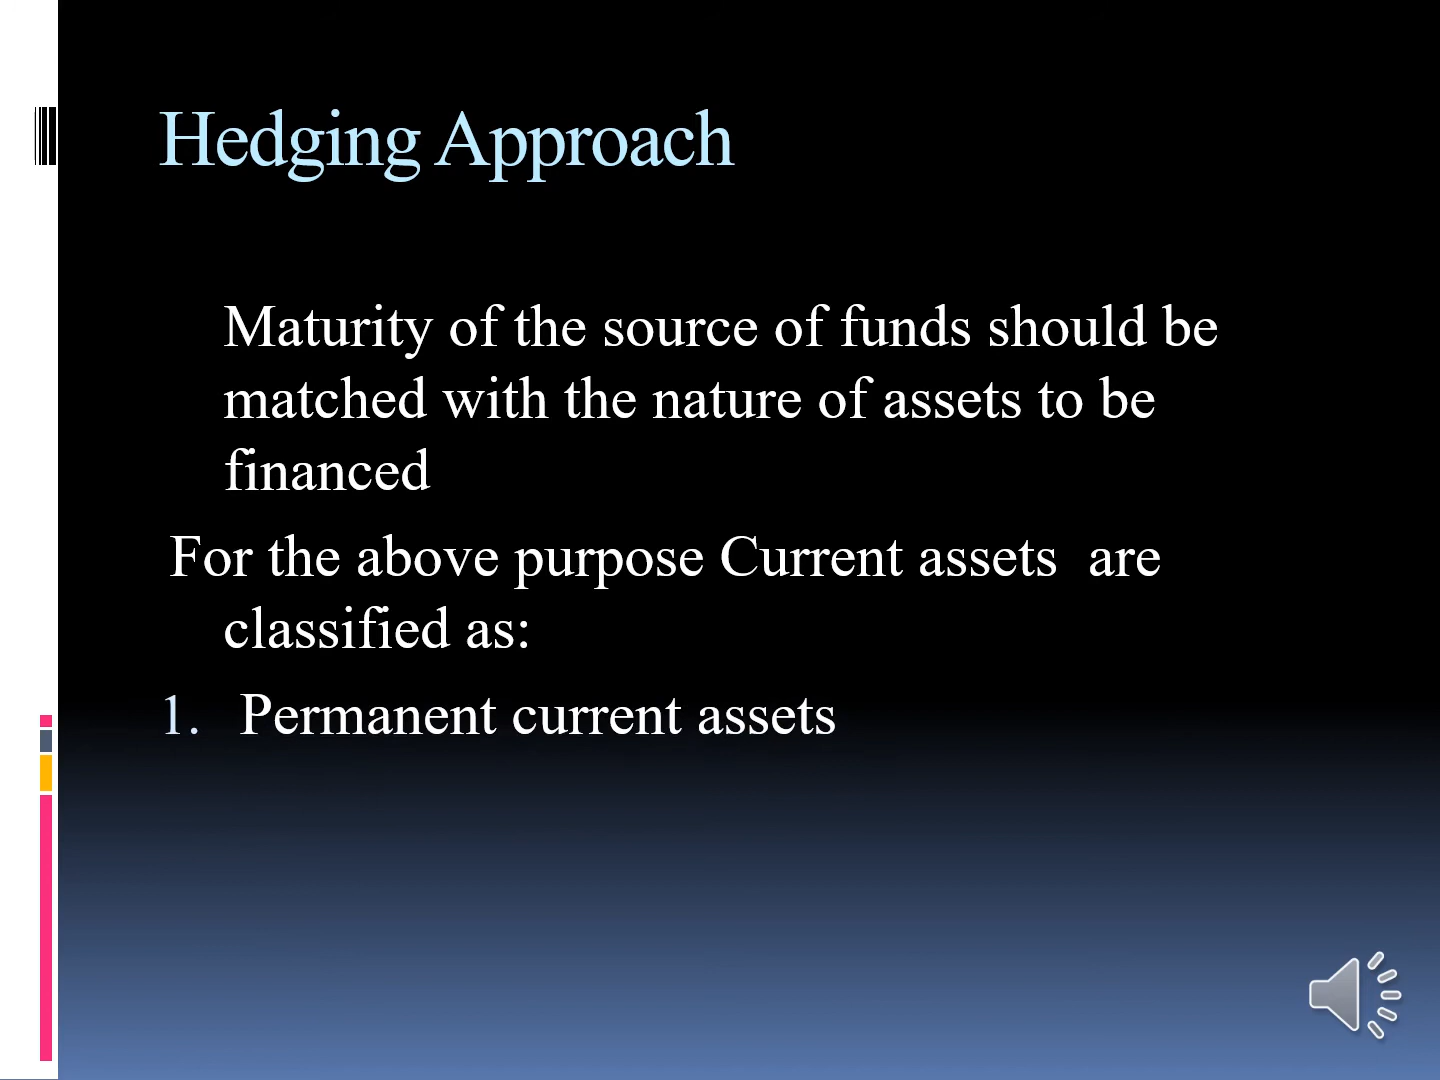 Hedging Approach
Maturity of the source of funds should be
matched with the nature of assets to be
financed
For the above purpose Current assets  are
classified as:
1. Permanent current assets